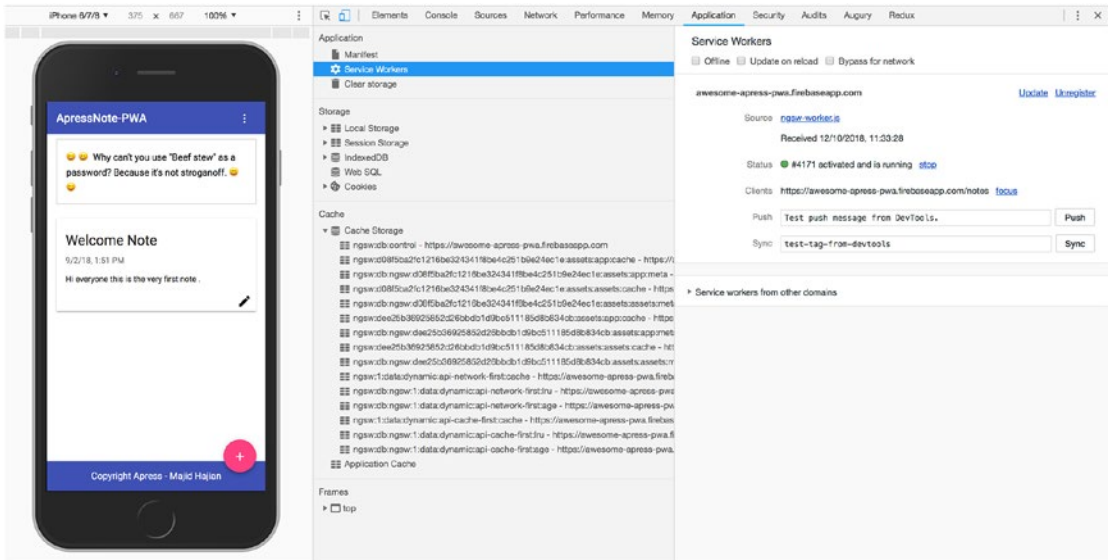 iPhone 6/7/8 ▼ 375 x 667 100% ▼
Elements Console Sources Network Performance Memory Application Security Audits Augury Redux
ApressNote-PWA
😄 😄 Why can't you use "Beef stew" as a
password? Because it's not stroganoff. 😄
😄
Welcome Note
9/2/18, 1:51 PM
Hi everyone this is the very first note .
+
Copyright Apress - Majid Hajian
Application
Manifest
Service Workers
Clear storage
Storage
Local Storage
Session Storage
IndexedDB
Web SQL
Cookies
Cache
Cache Storage
ngsw:db:control - https://awesome-apress-pwa.firebaseapp.com
ngsw:1:data:dynamic:api-network-first:cache - https://awesome-apress-pwa.fireb
ngsw:db:ngsw:1:data:dynamic:api-network-first:lru - https://awesome-apress-pwa
ngsw:db:ngsw:1:data:dynamic:api-network-first:age - https://awesome-apress-pw
ngsw:1:data:dynamic:api-cache-first:cache - https://awesome-apress-pwa.firebas
ngsw:db:ngsw:1:data:dynamic:api-cache-first:lru - https://awesome-apress-pwa.fi
ngsw:db:ngsw:1:data:dynamic:api-cache-first:age - https://awesome-apress-pwa.
Application Cache
Frames
top
Service Workers
Offline Update on reload Bypass for network
awesome-apress-pwa.firebaseapp.com Update Unregister
Source ngsw-worker.js
Received 12/10/2018, 11:33:28
Status #4171 activated and is running stop
Clients https://awesome-apress-pwa.firebaseapp.com/notes focus
Push Test push message from DevTools. Push
Sync test-tag-from-devtools Sync
Service workers from other domains